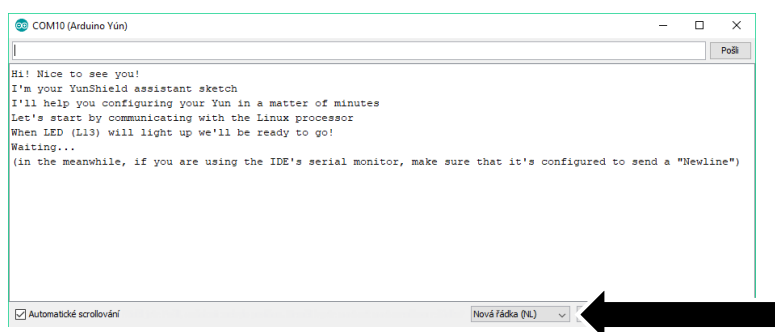 COM10 (Arduino Yún)
Pošli
Hi! Nice to see you!
I'm your YunShield assistant sketch
I'll help you configuring your Yun in a matter of minutes
Let's start by communicating with the Linux processor
When LED (L13) will light up we'll be ready to go!
Waiting...
(in the meanwhile, if you are using the IDE's serial monitor, make sure that it's configured to send a "Newline")
Automatické scrollování Nová řádka (NL)